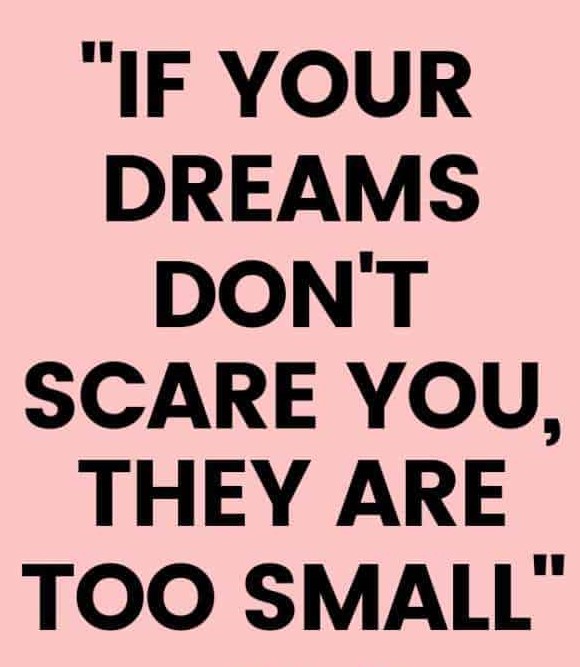 "IF YOUR
DREAMS
DON'T
SCARE YOU,
THEY ARE
TOO SMALL"